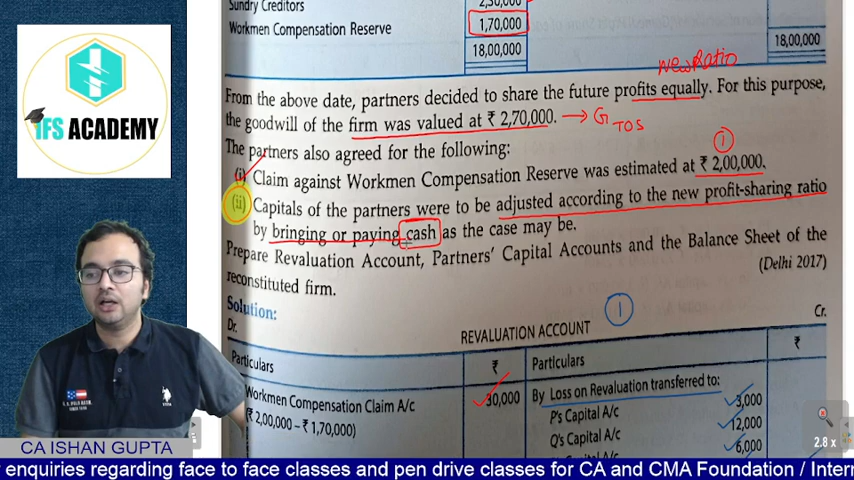 Sundry Creditors
2,30,000
Workmen Compensation Reserve
1,70,000
18,00,000
18,00,000
New Ratio
From the above date, partners decided to share the future profits equally. For this purpose,
the goodwill of the firm was valued at ₹ 2,70,000. → G TOS
The partners also agreed for the following:
1
(i) Claim against Workmen Compensation Reserve was estimated at ₹ 2,00,000.
(ii) Capitals of the partners were to be adjusted according to the new profit-sharing ratio
by bringing or paying cash as the case may be.
Prepare Revaluation Account, Partners' Capital Accounts and the Balance Sheet of the
reconstituted firm.
(Delhi 2017)
Solution:
1
Dr.
REVALUATION ACCOUNT
Cr.
Particulars ₹ Particulars ₹
Workmen Compensation Claim A/c 30,000 By Loss on Revaluation transferred to:
(₹ 2,00,000 – ₹ 1,70,000)
P's Capital A/c 3,000
Q's Capital A/c 12,000
6,000
IFS ACADEMY
U.S. POLO ASSN.
CA ISHAN GUPTA
2.8 x
y enquiries regarding face to face classes and pen drive classes for CA and CMA Foundation / Interm